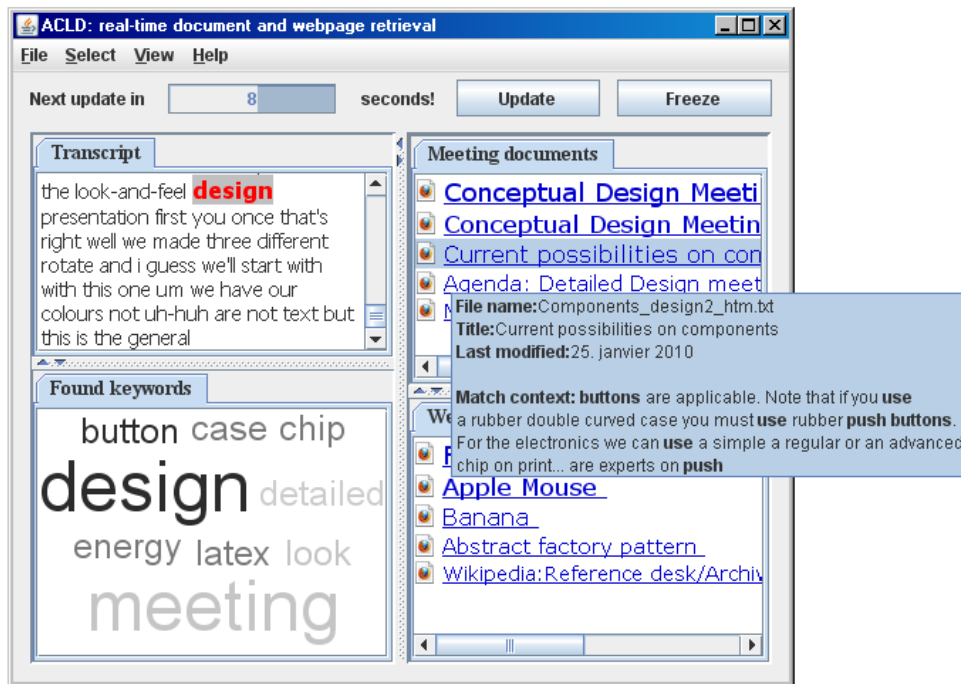 ACLD: real-time document and webpage retrieval
File Select View Help
Next update in 8 seconds! Update Freeze
Transcript
the look-and-feel design
presentation first you once that's
right well we made three different
rotate and i guess we'll start with
with this one um we have our
colours not uh-huh are not text but
this is the general
Found keywords
button case chip
design detailed
energy latex look
meeting
Meeting documents
Conceptual Design Meeti
Conceptual Design Meetin
Current possibilities on con
Agenda: Detailed Design meet
File name:Components_design2_htm.txt
Title:Current possibilities on components
Last modified:25. janvier 2010
Match context: buttons are applicable. Note that if you use
a rubber double curved case you must use rubber push buttons.
For the electronics we can use a simple a regular or an advanced
chip on print... are experts on push
We
Apple Mouse
Banana
Abstract factory pattern
Wikipedia:Reference desk/Archiv